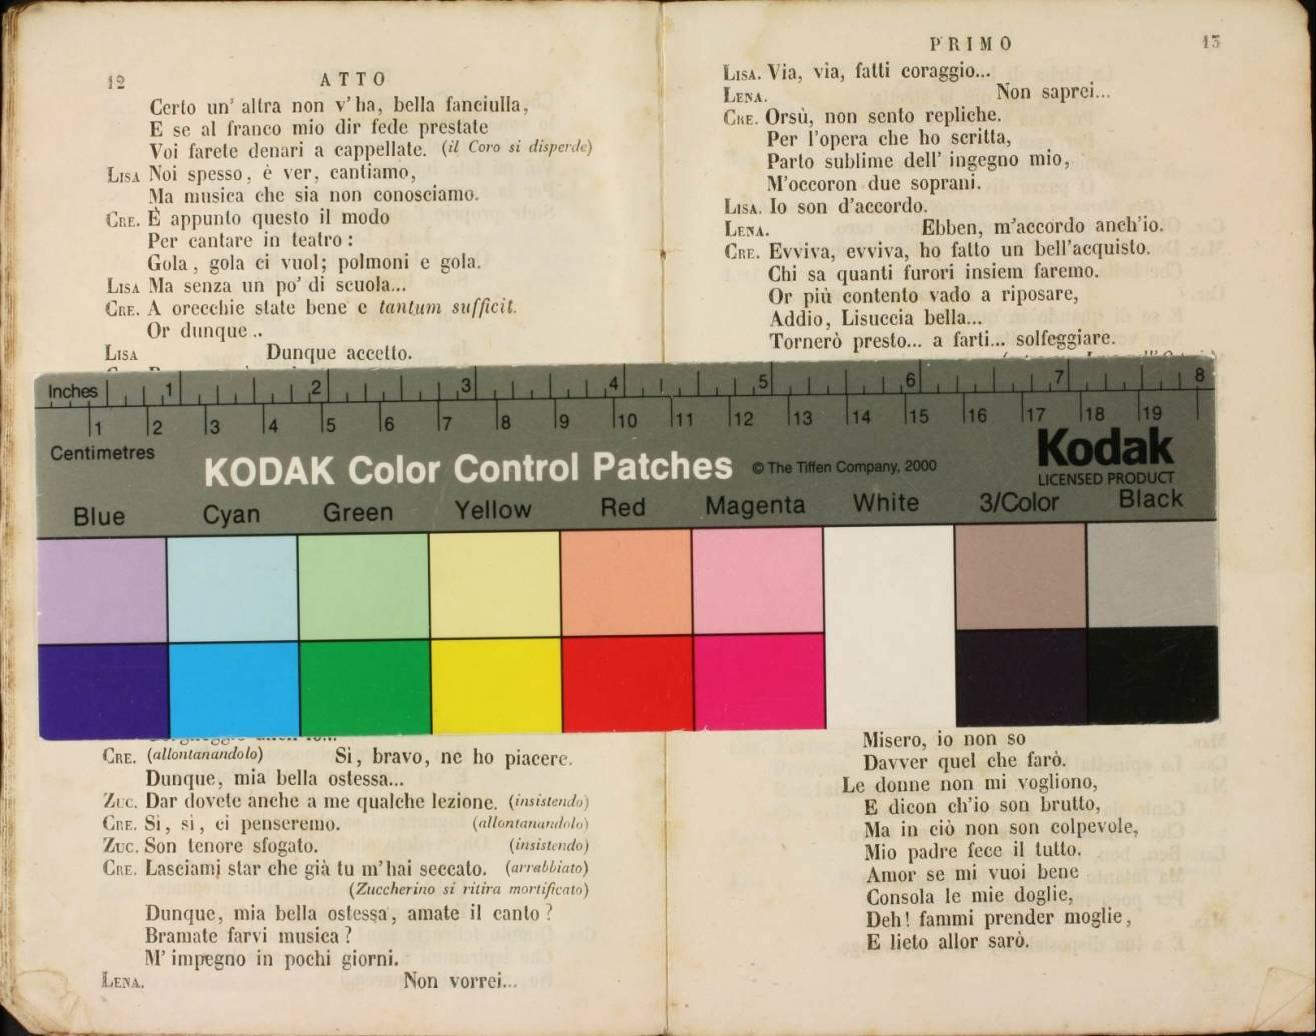 12 ATTO
Certo un' altra non v'ha, bella fanciulla,
E se al franco mio dir fede prestate
Voi farete denari a cappellate. (il Coro si disperde)
LISA Noi spesso, è ver, cantiamo,
Ma musica che sia non conosciamo.
CRE. È appunto questo il modo
Per cantare in teatro:
Gola, gola ci vuol; polmoni e gola.
LISA Ma senza un po' di scuola...
CRE. A orecchie state bene e tantum sufficit.
Or dunque..
LISA Dunque accetto.
CRE. (allontanandolo) Si, bravo, ne ho piacere.
Dunque, mia bella ostessa...
ZUC. Dar dovete anche a me qualche lezione. (insistendo)
CRE. Si, sì, ci penseremo. (allontanandolo)
ZUC. Son tenore sfogato. (insistendo)
CRE. Lasciami star che già tu m'hai seccato. (arrabbiato)
(Zuccherino si ritira mortificato)
Dunque, mia bella ostessa, amate il canto?
Bramate farvi musica?
M' impegno in pochi giorni.
LENA. Non vorrei...
PRIMO 13
LISA. Via, via, fatti coraggio...
LENA. Non saprei...
CRE. Orsù, non sento repliche.
Per l'opera che ho scritta,
Parto sublime dell' ingegno mio,
M'occoron due soprani.
LISA. Io son d'accordo.
LENA. Ebben, m'accordo anch'io.
CRE. Evviva, evviva, ho fatto un bell'acquisto.
Chi sa quanti furori insiem faremo.
Or più contento vado a riposare,
Addio, Lisuccia bella...
Tornerò presto... a farti... solfeggiare.
Misero, io non so
Davver quel che farò.
Le donne non mi vogliono,
E dicon ch'io son brutto,
Ma in ciò non son colpevole,
Mio padre fece il tutto.
Amor se mi vuoi bene
Consola le mie doglie,
Deh! fammi prender moglie,
E lieto allor sarò.
Inches 1 2 3 4 5 6 7 8
1 2 3 4 5 6 7 8 9 10 11 12 13 14 15 16 17 18 19
Centimetres
KODAK Color Control Patches © The Tiffen Company, 2000
Kodak
LICENSED PRODUCT
Blue Cyan Green Yellow Red Magenta White 3/Color Black